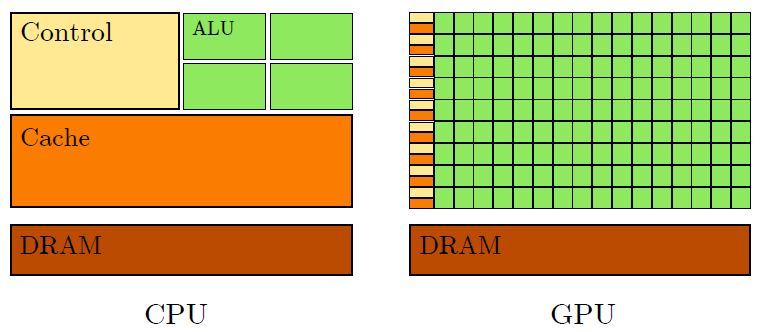 Control
ALU
Cache
DRAM
DRAM
CPU
GPU